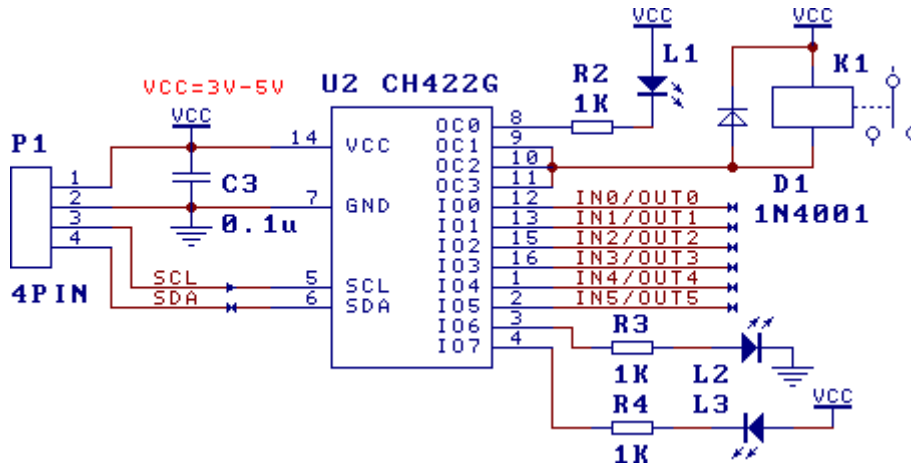 VCC
VCC
L1
K1
U2 CH422G
R2
VCC=3V-5V
1K
VCC
8
OC0
9
14
VCC
OC1
P1
10
OC2
11
1
C3
OC3
D1
2
7
GND
12
IO0
IN0/OUT0
3
0.1u
13
IO1
IN1/OUT1
1N4001
4
15
IO2
IN2/OUT2
16
IO3
IN3/OUT3
SCL
5
SCL
1
IO4
IN4/OUT4
4PIN
SDA
6
SDA
2
IO5
IN5/OUT5
3
IO6
R3
4
IO7
1K
L2
R4
L3
VCC
1K